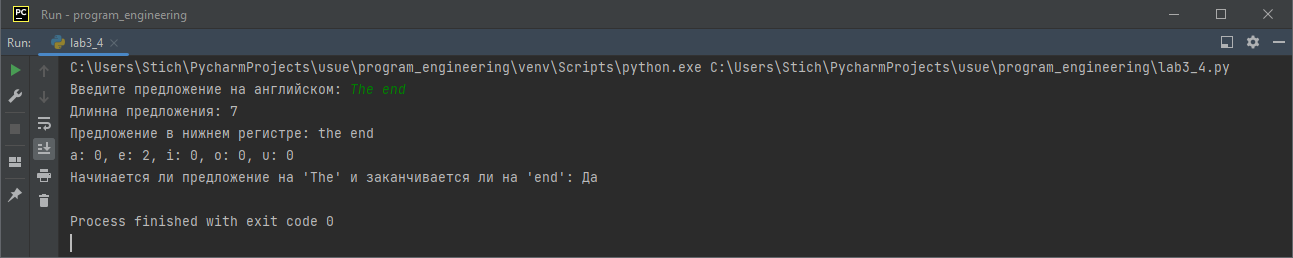 PC Run - program_engineering
Run: lab3_4
C:\Users\Stich\PycharmProjects\usue\program_engineering\venv\Scripts\python.exe C:\Users\Stich\PycharmProjects\usue\program_engineering\lab3_4.py
Введите предложение на английском: The end
Длинна предложения: 7
Предложение в нижнем регистре: the end
a: 0, e: 2, i: 0, o: 0, u: 0
Начинается ли предложение на 'The' и заканчивается ли на 'end': Да
Process finished with exit code 0